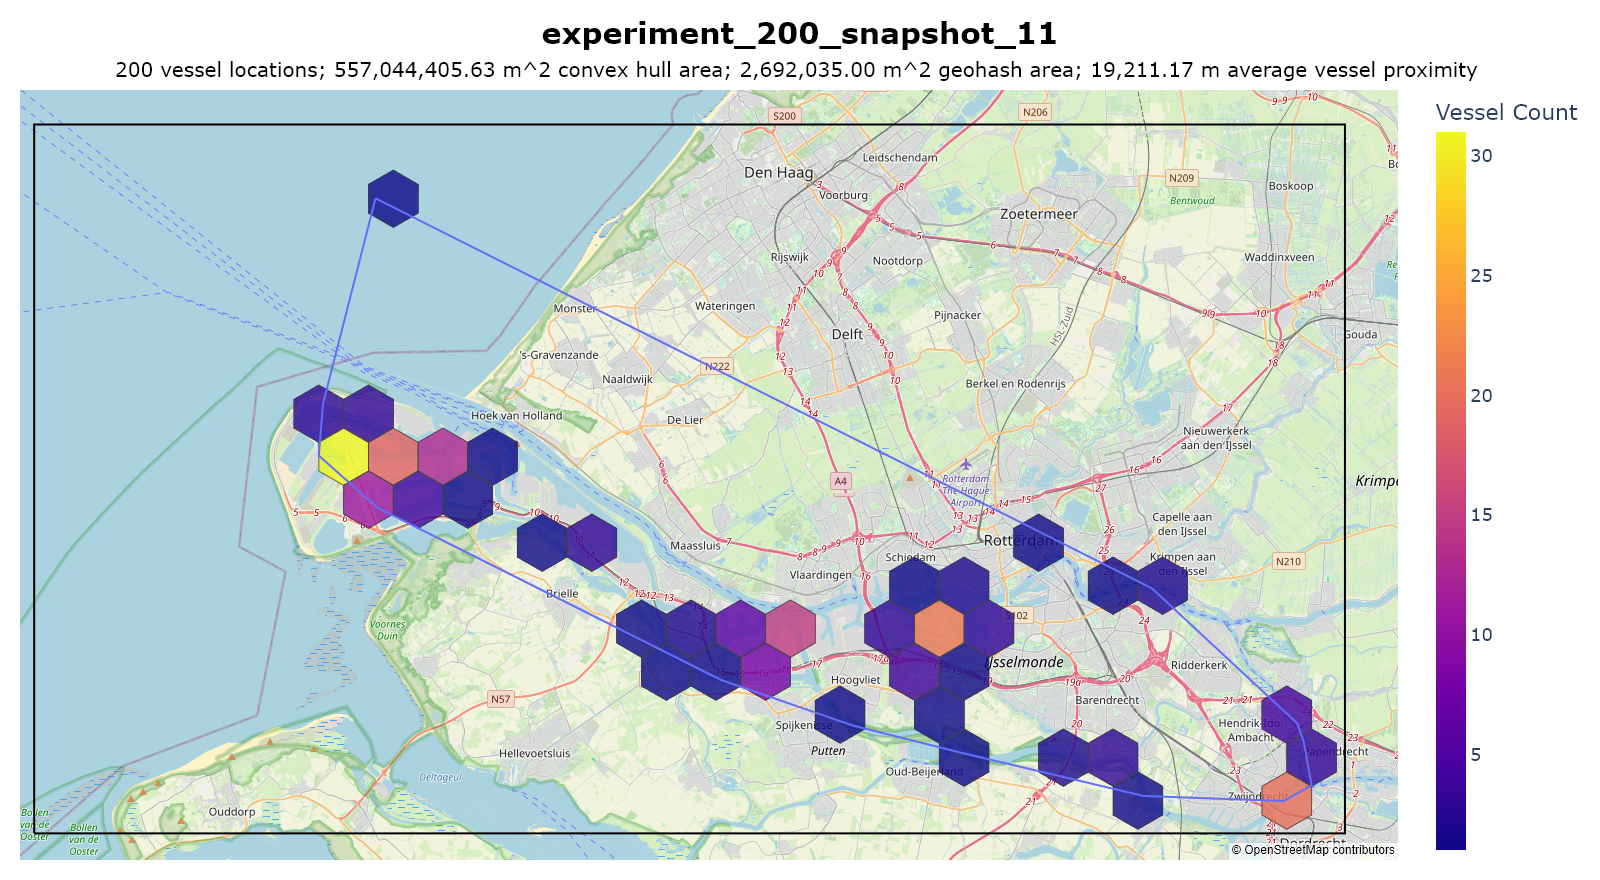 experiment_200_snapshot_11
200 vessel locations; 557,044,405.63 m^2 convex hull area; 2,692,035.00 m^2 geohash area; 19,211.17 m average vessel proximity
Vessel Count
30
25
20
15
10
5
S200
N206
Leidschendam
Den Haag
Voorburg
N209
Boskoop
Bentwoud
Zoetermeer
Rijswijk
Nootdorp
Waddinxveen
Monster
Wateringen
Pijnacker
HSL-Zuid
Delft
Gouda
's-Gravenzande
N222
Naaldwijk
Berkel en Rodenrijs
Hoek van Holland
De Lier
Nieuwerkerk
aan den IJssel
A4
Rotterdam
The Hague
Airport
Capelle aan
den IJssel
Maassluis
Schiedam
Rotterdam
Krimpen aan
den IJssel
N210
Vlaardingen
Brielle
S102
Voornes
Duin
IJsselmonde
Ridderkerk
Hoogvliet
N57
Barendrecht
Spijkenisse
Putten
Hendrik-Ido-
Ambacht
Papendrecht
Hellevoetsluis
Oud-Beijerland
Deltageul
Zwijndrecht
Ouddorp
Bollen
van de
Ooster
Bollen
van de
Ooster
Dordrecht
© OpenStreetMap contributors